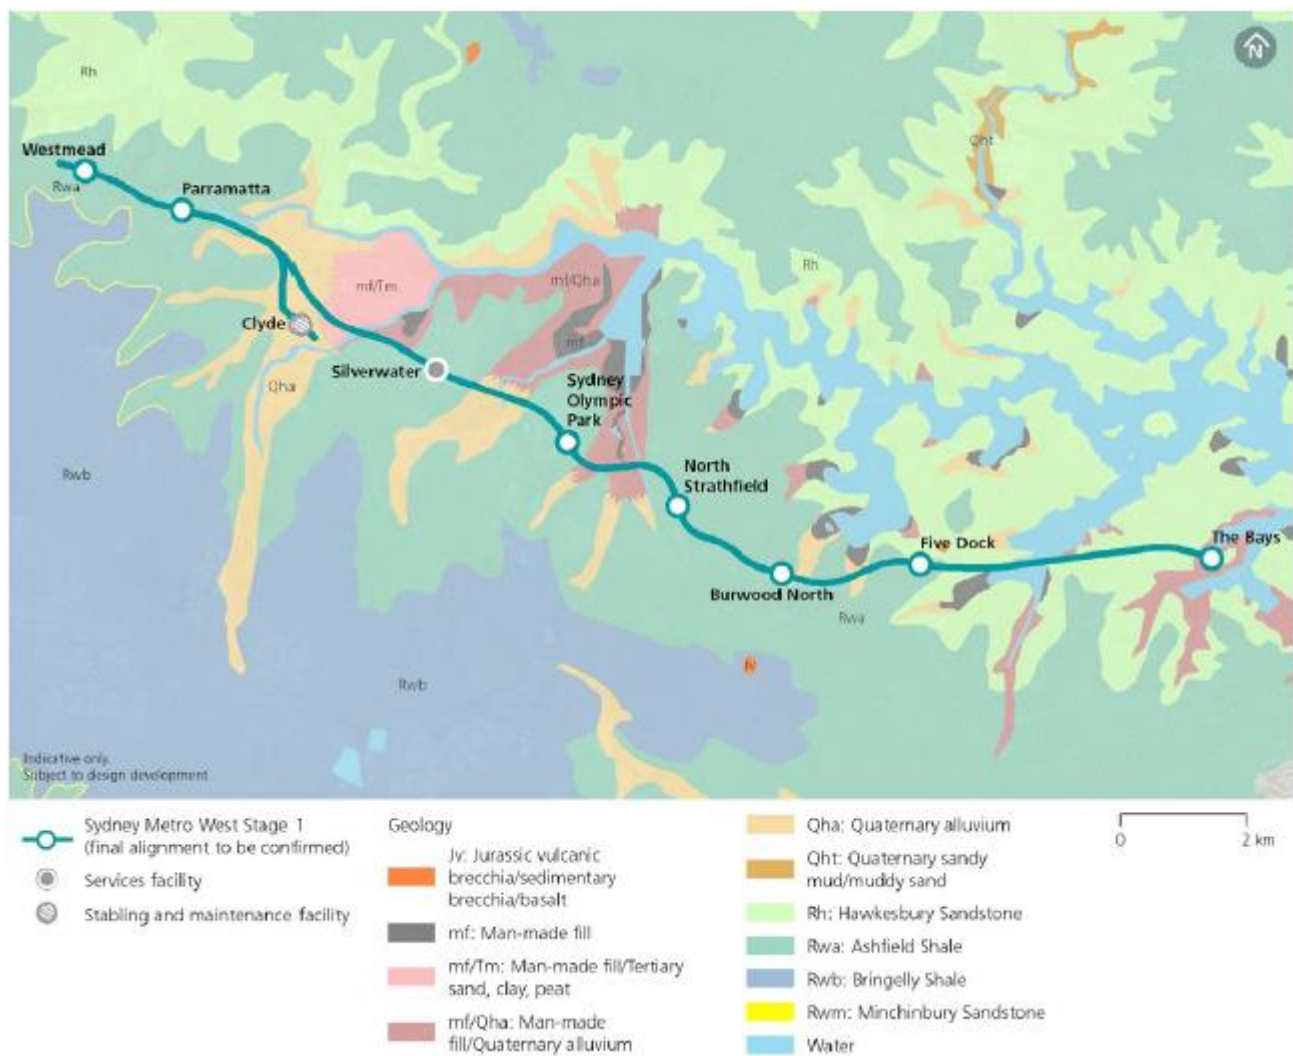 N
Rh
Qht
Westmead
Rwa
Parramatta
Rh
mf/Tm
mf/Qha
Clyde
mf
Silverwater
Sydney
Olympic
Park
Qha
North
Strathfield
Rwb
Five Dock
The Bays
Burwood North
Rwa
Jv
Rwb
Indicative only.
Subject to design development
Sydney Metro West Stage 1
(final alignment to be confirmed)
Services facility
Stabling and maintenance facility
Geology
Jv: Jurassic vulcanic
brecchia/sedimentary
brecchia/basalt
mf: Man-made fill
mf/Tm: Man-made fill/Tertiary
sand, clay, peat
mf/Qha: Man-made
fill/Quaternary alluvium
Qha: Quaternary alluvium
Qht: Quaternary sandy
mud/muddy sand
Rh: Hawkesbury Sandstone
Rwa: Ashfield Shale
Rwb: Bringelly Shale
Rwm: Minchinbury Sandstone
Water
0 2 km